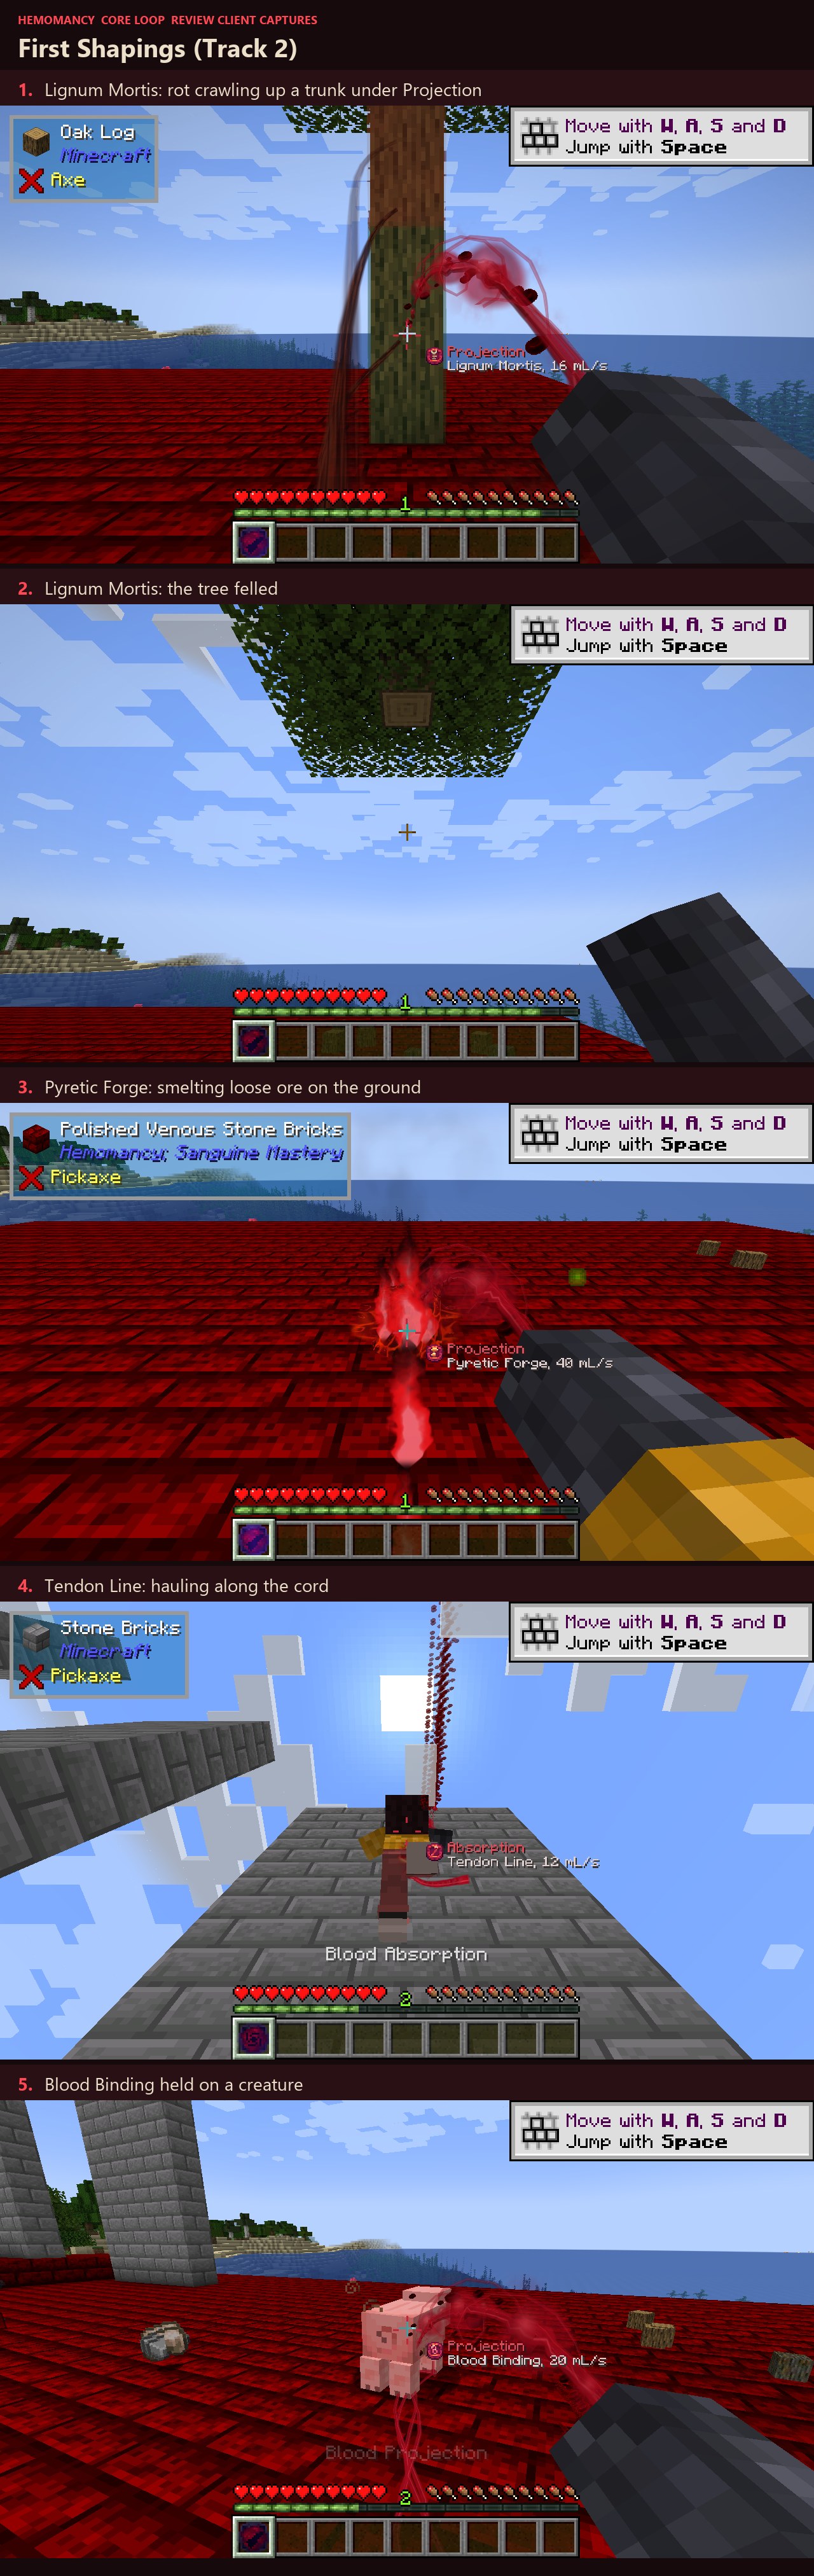 HEMOMANCY CORE LOOP REVIEW CLIENT CAPTURES
First Shapings (Track 2)
1. Lignum Mortis: rot crawling up a trunk under Projection
Oak Log
Minecraft
Axe
Move with W, A, S and D
Jump with Space
Projection
Lignum Mortis, 16 mL/s
1
2. Lignum Mortis: the tree felled
Move with W, A, S and D
Jump with Space
1
3. Pyretic Forge: smelting loose ore on the ground
Polished Venous Stone Bricks
Hemomancy: Sanguine Mastery
Pickaxe
Move with W, A, S and D
Jump with Space
Projection
Pyretic Forge, 40 mL/s
1
4. Tendon Line: hauling along the cord
Stone Bricks
Minecraft
Pickaxe
Move with W, A, S and D
Jump with Space
Absorption
Tendon Line, 12 mL/s
Blood Absorption
2
5. Blood Binding held on a creature
Move with W, A, S and D
Jump with Space
Projection
Blood Binding, 20 mL/s
Blood Projection
2